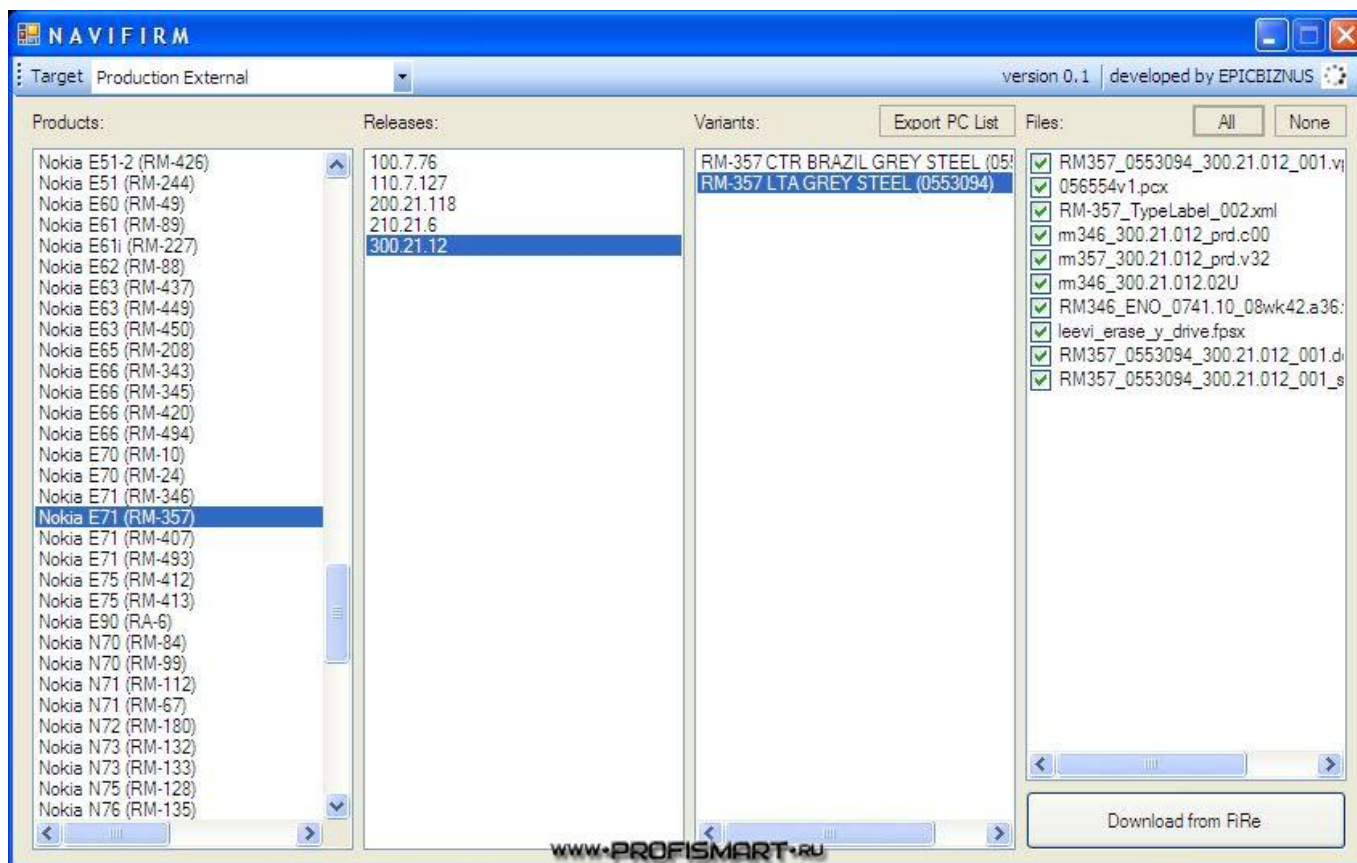 NAVIFIRM
Target Production External
version 0.1 developed by EPICBIZNUS
Products:
Nokia E51-2 (RM-426)
Nokia E51 (RM-244)
Nokia E60 (RM-49)
Nokia E61 (RM-89)
Nokia E61i (RM-227)
Nokia E62 (RM-88)
Nokia E63 (RM-437)
Nokia E63 (RM-449)
Nokia E63 (RM-450)
Nokia E65 (RM-208)
Nokia E66 (RM-343)
Nokia E66 (RM-345)
Nokia E66 (RM-420)
Nokia E66 (RM-494)
Nokia E70 (RM-10)
Nokia E70 (RM-24)
Nokia E71 (RM-346)
Nokia E71 (RM-357)
Nokia E71 (RM-407)
Nokia E71 (RM-493)
Nokia E75 (RM-412)
Nokia E75 (RM-413)
Nokia E90 (RA-6)
Nokia N70 (RM-84)
Nokia N70 (RM-99)
Nokia N71 (RM-112)
Nokia N71 (RM-67)
Nokia N72 (RM-180)
Nokia N73 (RM-132)
Nokia N73 (RM-133)
Nokia N75 (RM-128)
Nokia N76 (RM-135)
Releases:
100.7.76
110.7.127
200.21.118
210.21.6
300.21.12
Variants:
Export PC List
RM-357 CTR BRAZIL GREY STEEL (055
RM-357 LTA GREY STEEL (0553094)
Files:
All
None
RM357_0553094_300.21.012_001.v
056554v1.pcx
RM-357_TypeLabel_002.xml
rm346_300.21.012_prd.c00
rm357_300.21.012_prd.v32
rm346_300.21.012.02U
RM346_ENO_0741.10_08wk42.a36.
leevi_erase_y_drive.fpsx
RM357_0553094_300.21.012_001.d
RM357_0553094_300.21.012_001_s
Download from FiRe
WWW.PROFISMART.RU